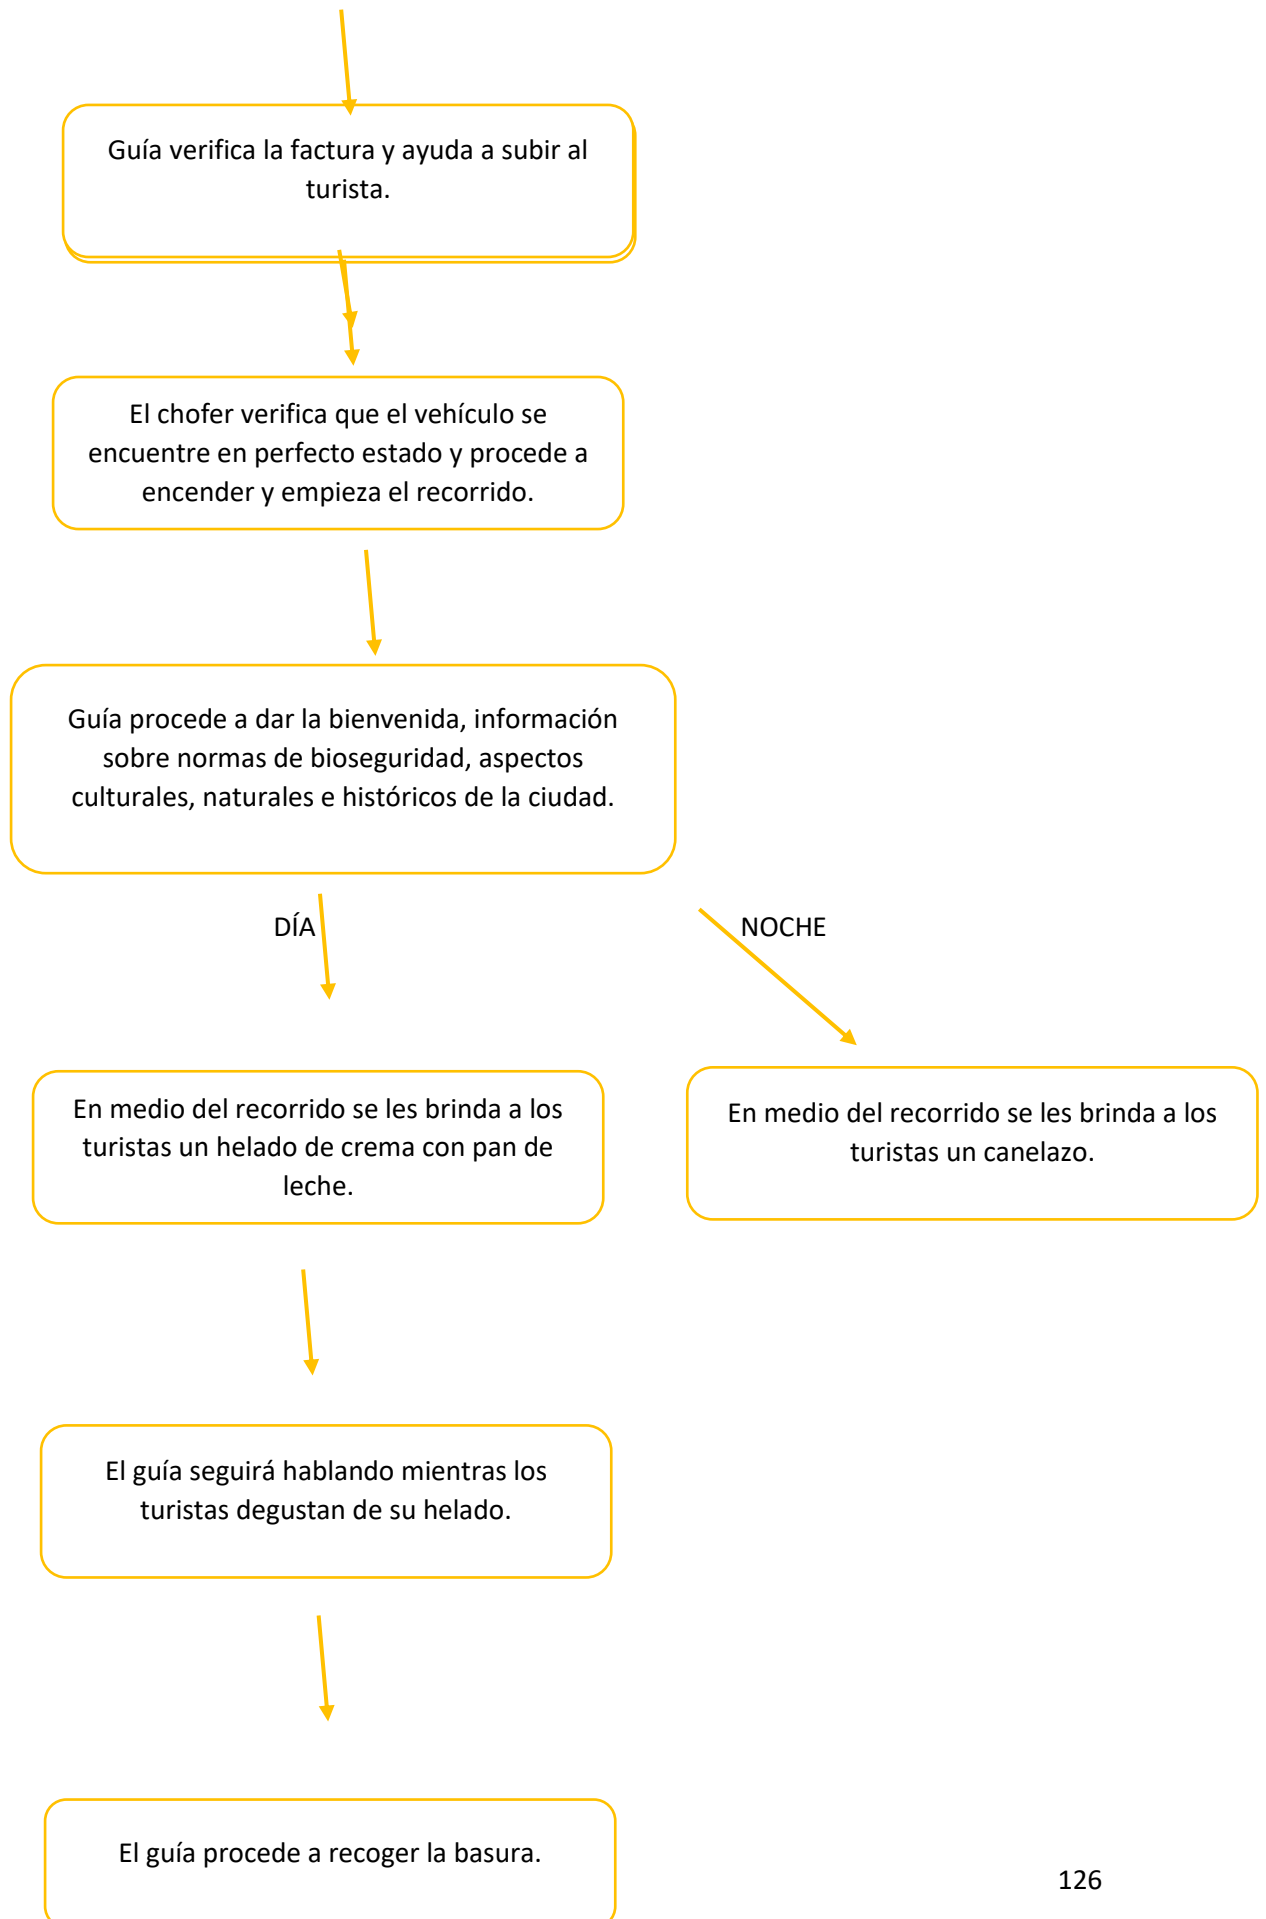 Guía verifica la factura y ayuda a subir al
turista.
El chofer verifica que el vehículo se
encuentre en perfecto estado y procede a
encender y empieza el recorrido.
Guía procede a dar la bienvenida, información
sobre normas de bioseguridad, aspectos
culturales, naturales e históricos de la ciudad.
DÍA
NOCHE
En medio del recorrido se les brinda a los
turistas un helado de crema con pan de
leche.
En medio del recorrido se les brinda a los
turistas un canelazo.
El guía seguirá hablando mientras los
turistas degustan de su helado.
El guía procede a recoger la basura.
126